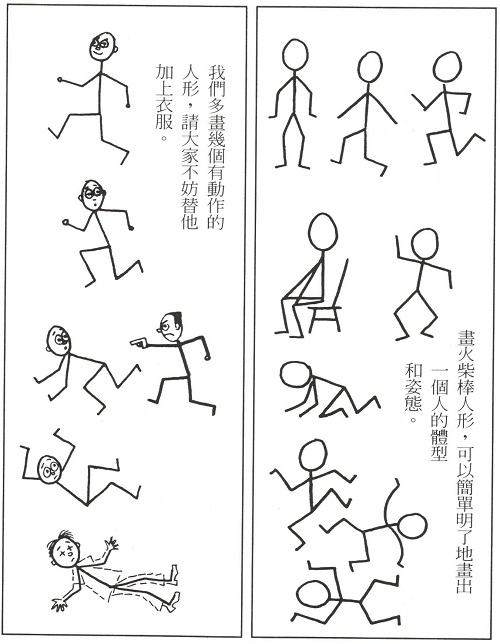 畫火柴棒人形，可以簡單明了地畫出
一個人的體型
和姿態。
我們多畫幾個有動作的
人形，請大家不妨替他
加上衣服。